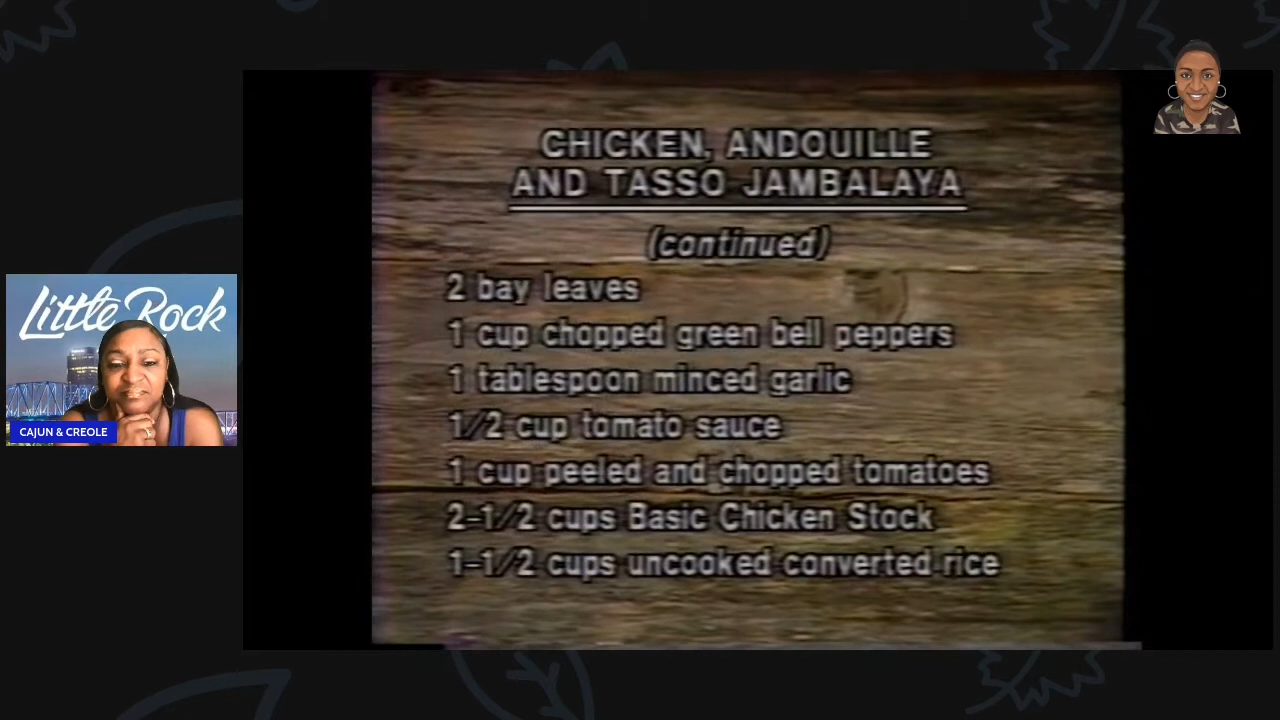 CHICKEN, ANDOUILLE
AND TASSO JAMBALAYA
(continued)
2 bay leaves
1 cup chopped green bell peppers
1 tablespoon minced garlic
1/2 cup tomato sauce
1 cup peeled and chopped tomatoes
2-1/2 cups Basic Chicken Stock
1-1/2 cups uncooked converted rice
Little Rock
CAJUN & CREOLE